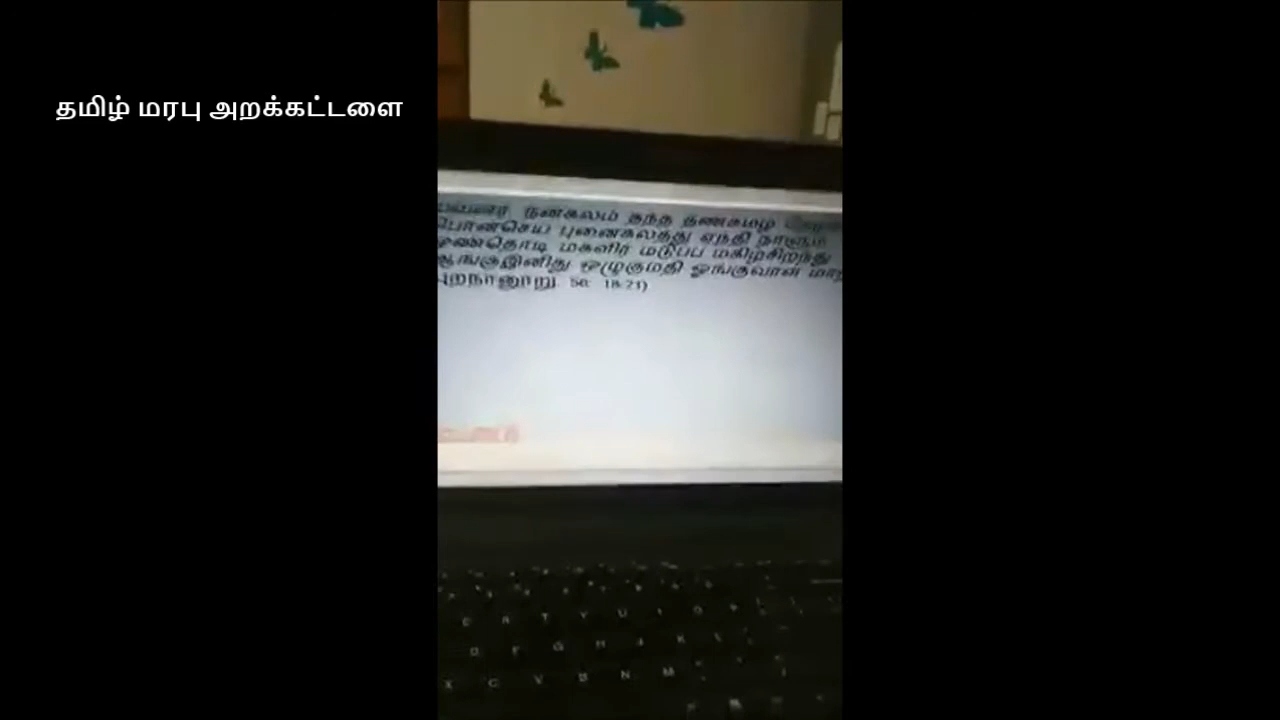 தமிழ் மரபு அறக்கட்டளை
நன்கலம் தந்த தண்கமழ்
பொன்செய் புனைகலத்து ஏந்தி நாளும்
ஒண்தொடி மகளிர் மடுப்ப மகிழ்சிறந்து
ஆங்குஇனிது ஒழுகுமதி ஓங்குவாள் மாற
புறநானூறு 18-21)
E R T Y U I O P
D F G H J K L
X C V B N M